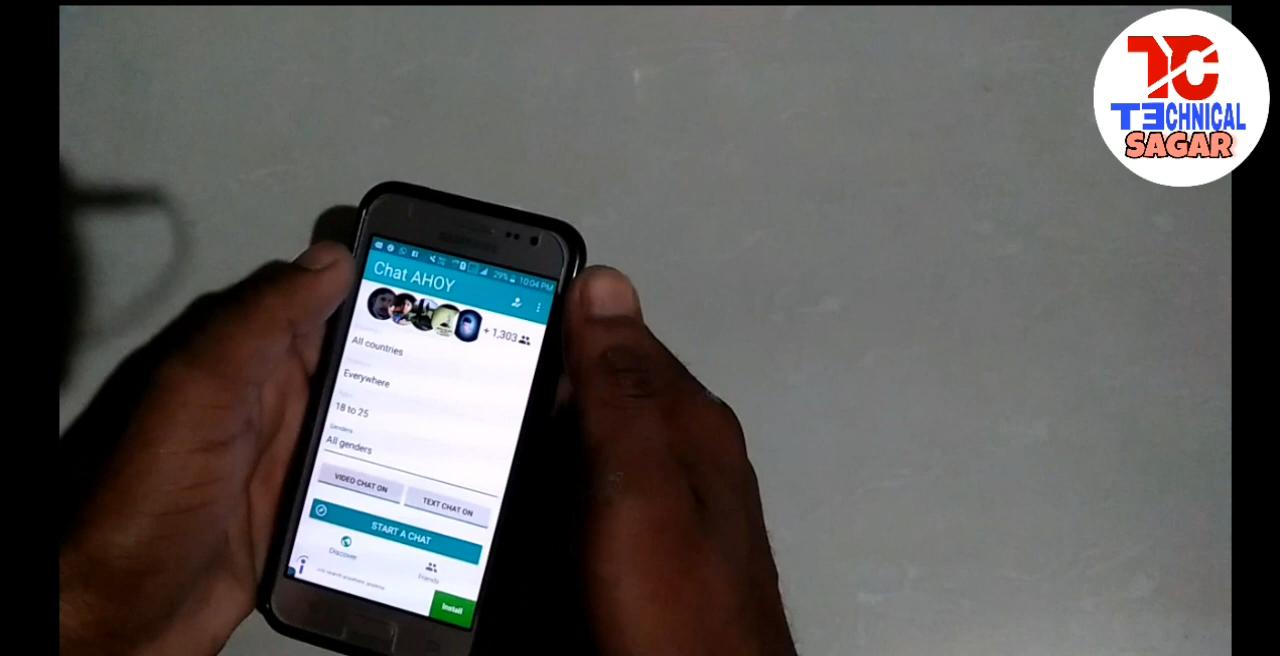 TC
TECHNICAL
SAGAR
SAMSUNG
29% 10:04 PM
Chat AHOY
+ 1,303
All countries
Everywhere
18 to 25
Genders
All genders
VIDEO CHAT ON
TEXT CHAT ON
START A CHAT
Discover
Friends
Install